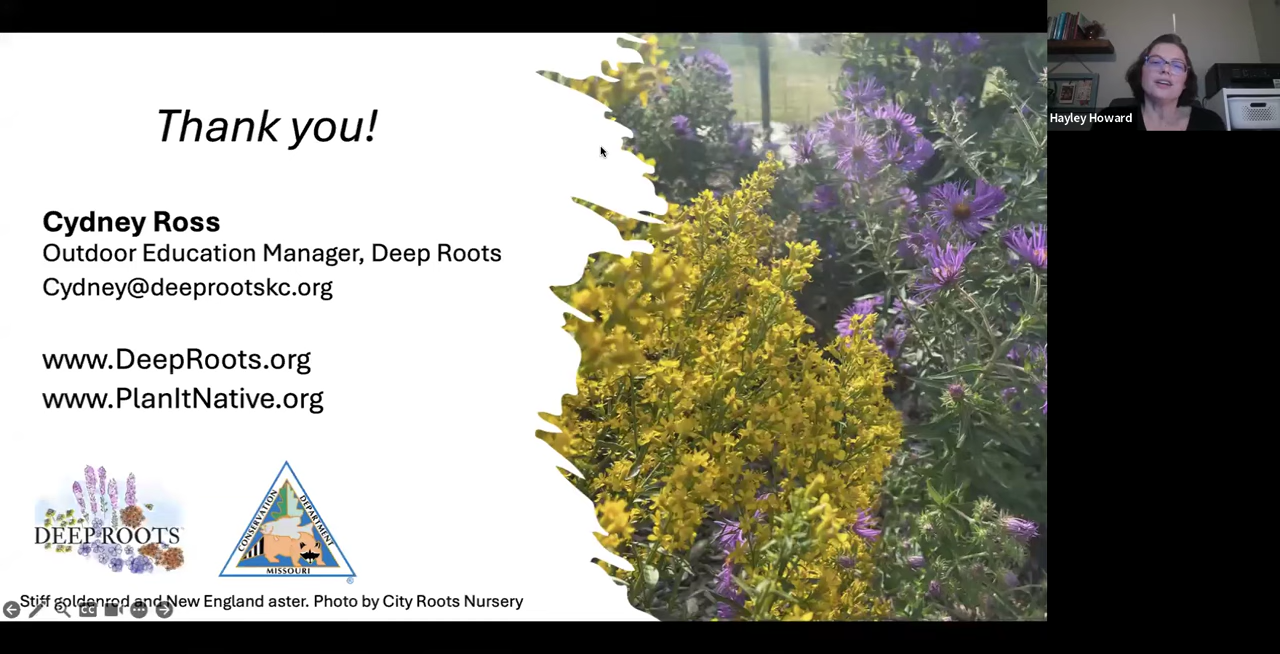 Thank you!
Cydney Ross
Outdoor Education Manager, Deep Roots
Cydney@deeprootskc.org
www.DeepRoots.org
www.PlanItNative.org
DEEP ROOTS
CONSERVATION
DEPARTMENT
MISSOURI
Stiff goldenrod and New England aster. Photo by City Roots Nursery
CC
Hayley Howard